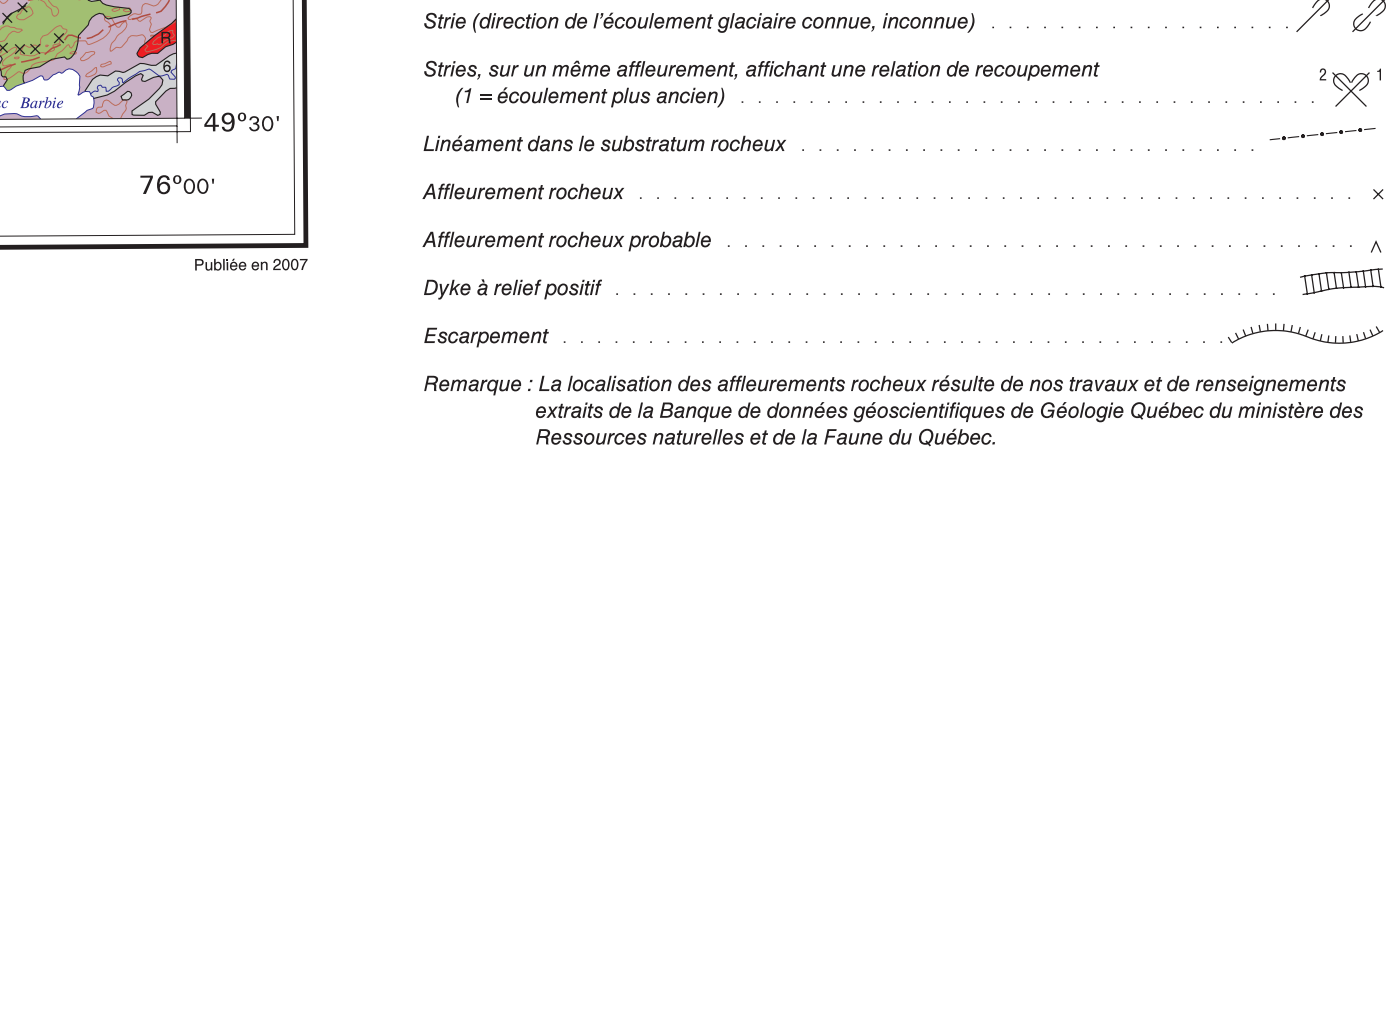 R
6
Barbie
49°30'
76°00'
Publiée en 2007
Strie (direction de l'écoulement glaciaire connue, inconnue)
Stries, sur un même affleurement, affichant une relation de recoupement
(1 = écoulement plus ancien)
2 1
Linéament dans le substratum rocheux
Affleurement rocheux
Affleurement rocheux probable
Dyke à relief positif
Escarpement
Remarque : La localisation des affleurements rocheux résulte de nos travaux et de renseignements
extraits de la Banque de données géoscientifiques de Géologie Québec du ministère des
Ressources naturelles et de la Faune du Québec.